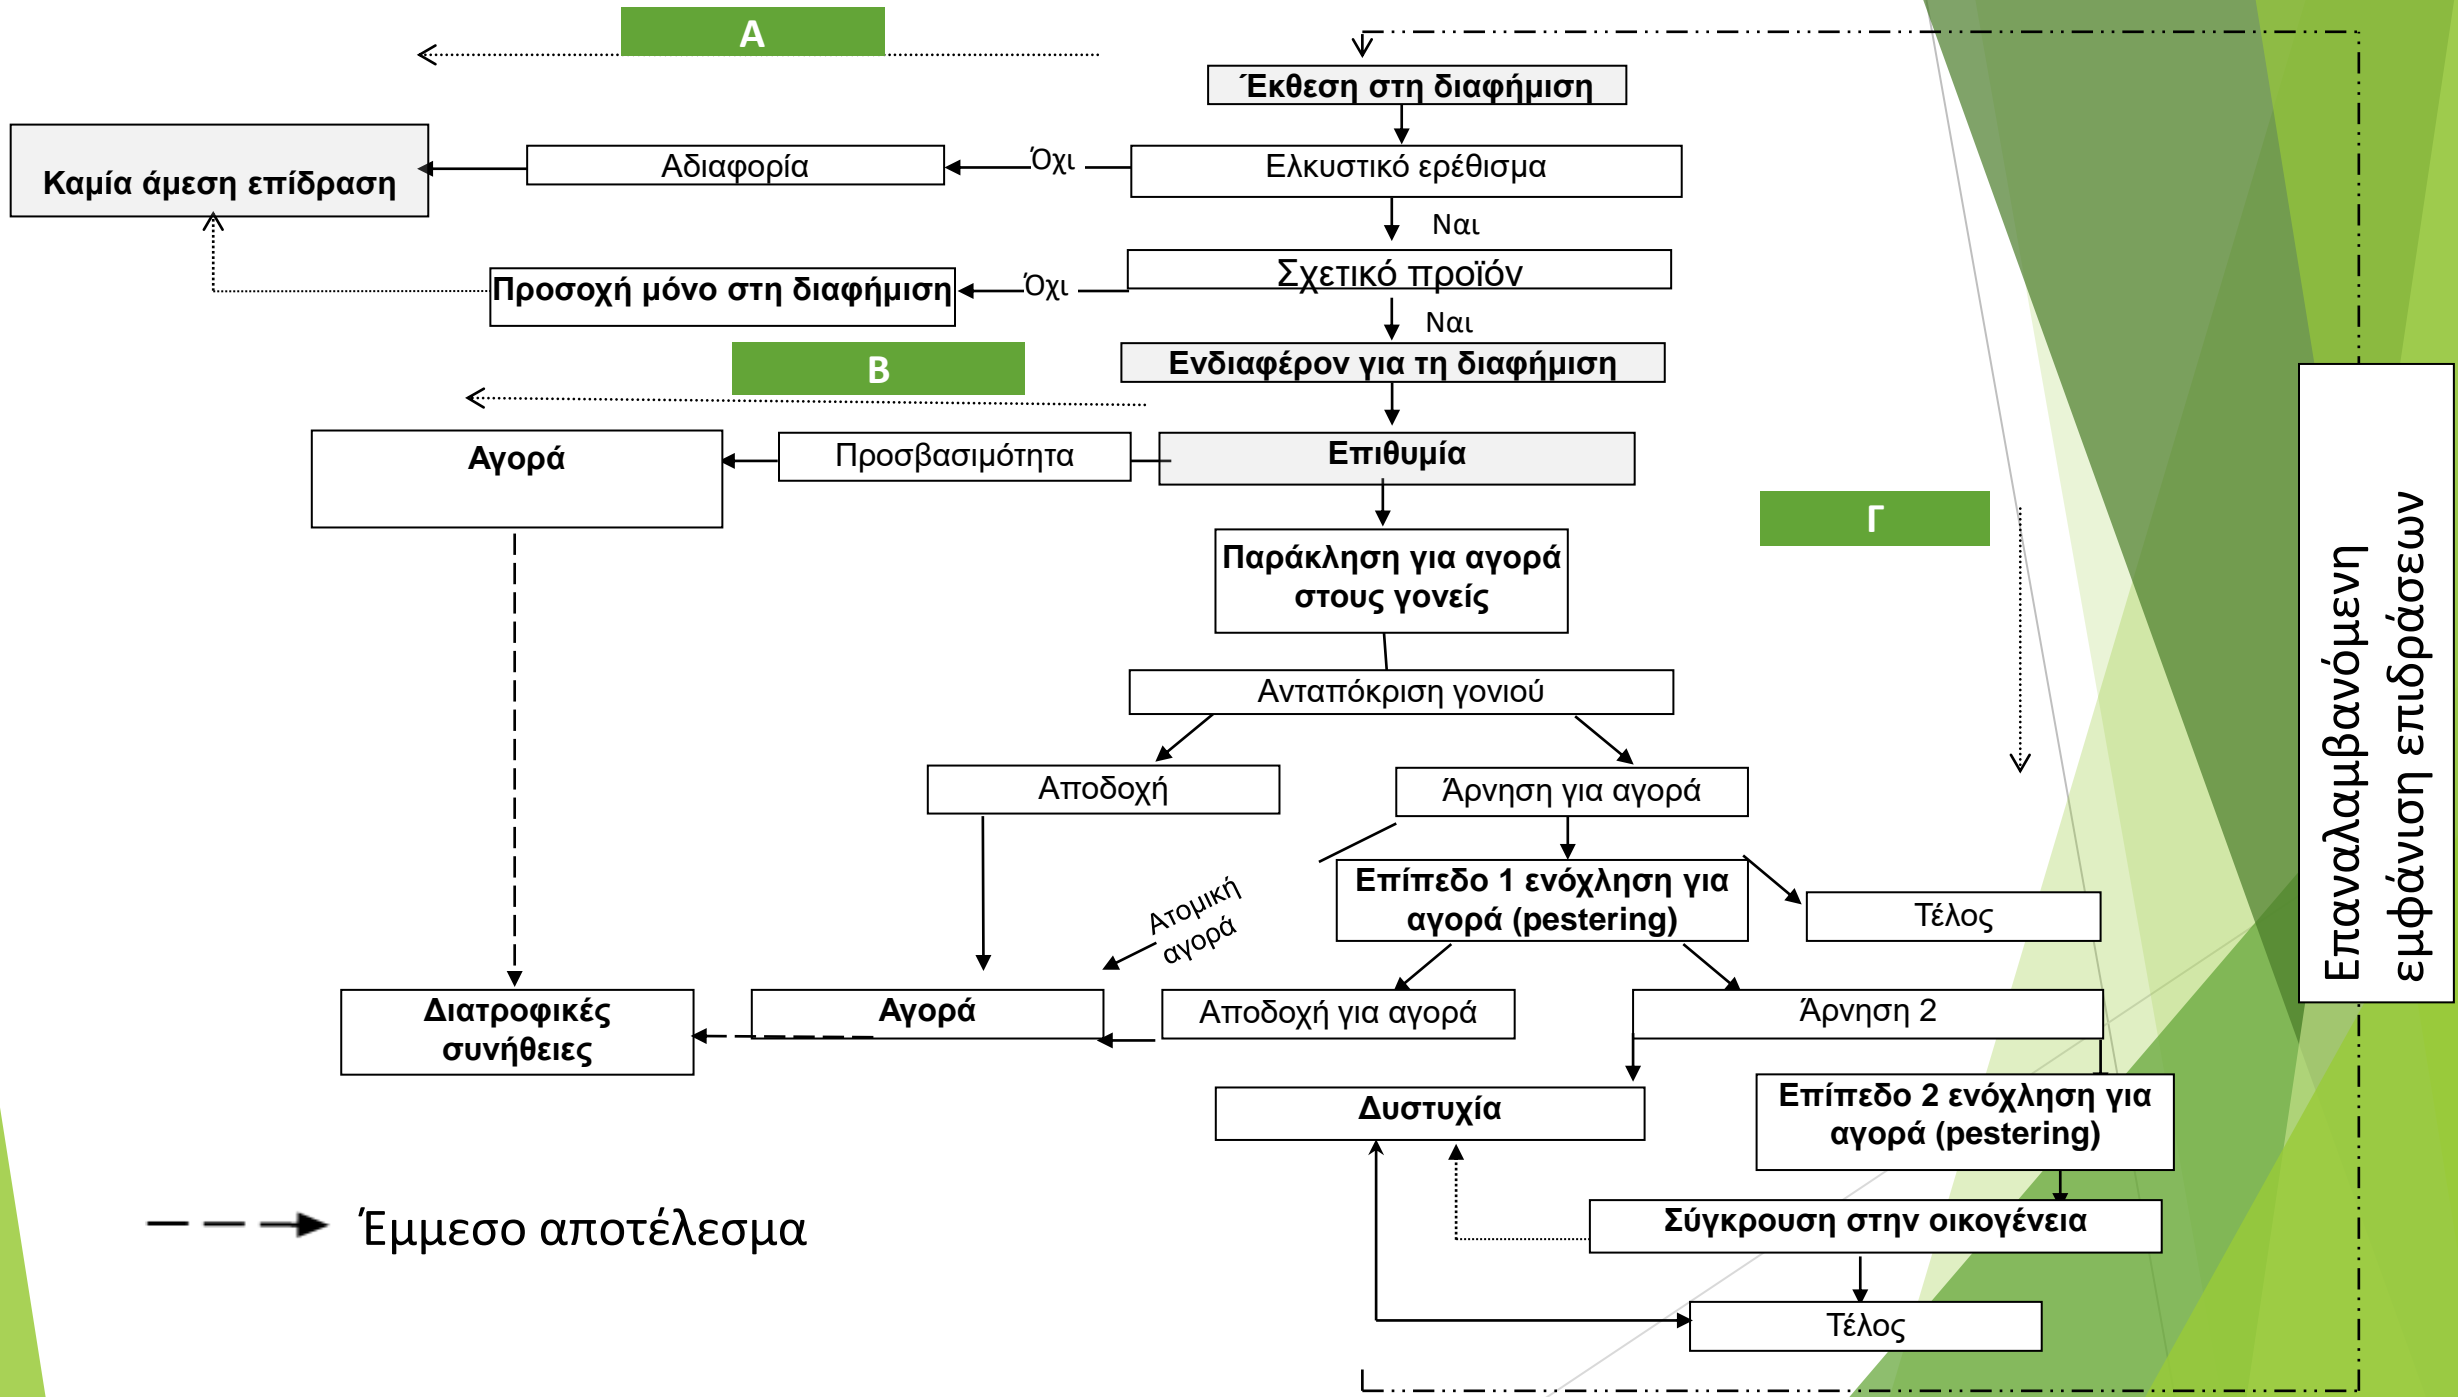 Α
Έκθεση στη διαφήμιση
Καμία άμεση επίδραση
Αδιαφορία
Όχι
Ελκυστικό ερέθισμα
Ναι
Προσοχή μόνο στη διαφήμιση
Όχι
Σχετικό προϊόν
Ναι
Β
Ενδιαφέρον για τη διαφήμιση
Αγορά
Προσβασιμότητα
Επιθυμία
Γ
Παράκληση για αγορά
στους γονείς
Ανταπόκριση γονιού
Αποδοχή
Άρνηση για αγορά
Ατομική
αγορά
Επίπεδο 1 ενόχληση για
αγορά (pestering)
Τέλος
Διατροφικές
συνήθειες
Αγορά
Αποδοχή για αγορά
Άρνηση 2
Δυστυχία
Επίπεδο 2 ενόχληση για
αγορά (pestering)
Σύγκρουση στην οικογένεια
Τέλος
Έμμεσο αποτέλεσμα
Επαναλαμβανόμενη
εμφάνιση επιδράσεων